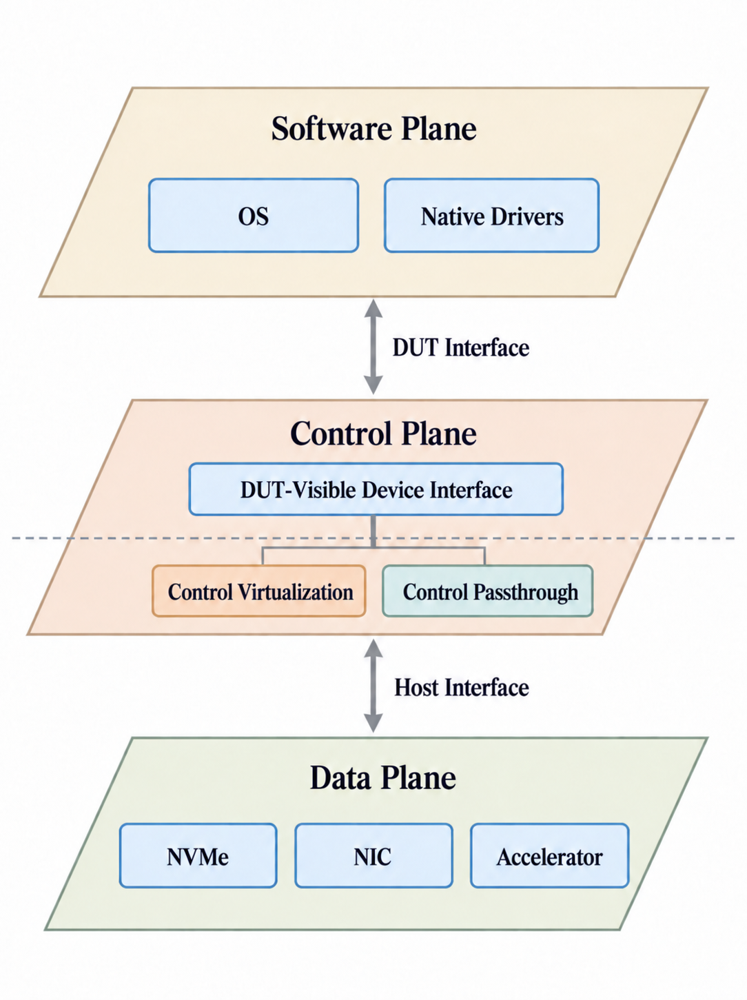 Software Plane
OS
Native Drivers
DUT Interface
Control Plane
DUT-Visible Device Interface
Control Virtualization
Control Passthrough
Host Interface
Data Plane
NVMe
NIC
Accelerator